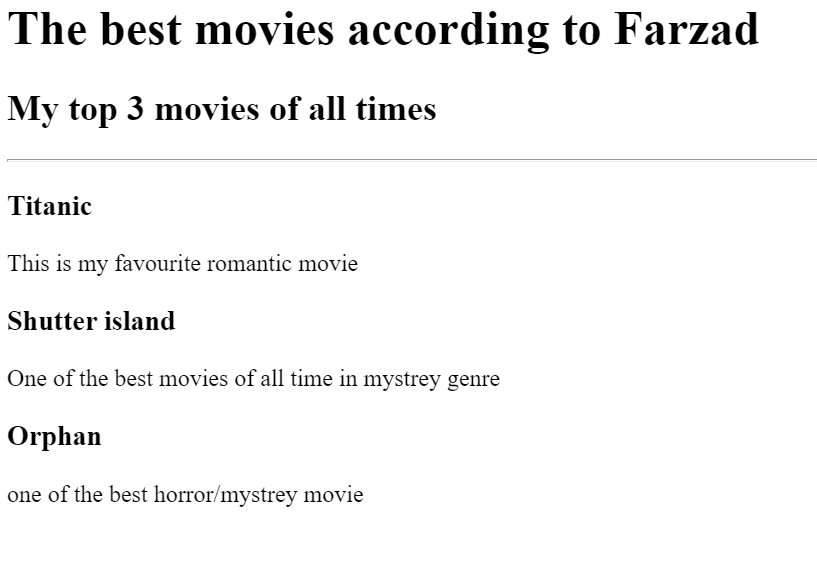 The best movies according to Farzad
My top 3 movies of all times
Titanic
This is my favourite romantic movie
Shutter island
One of the best movies of all time in mystrey genre
Orphan
one of the best horror/mystrey movie